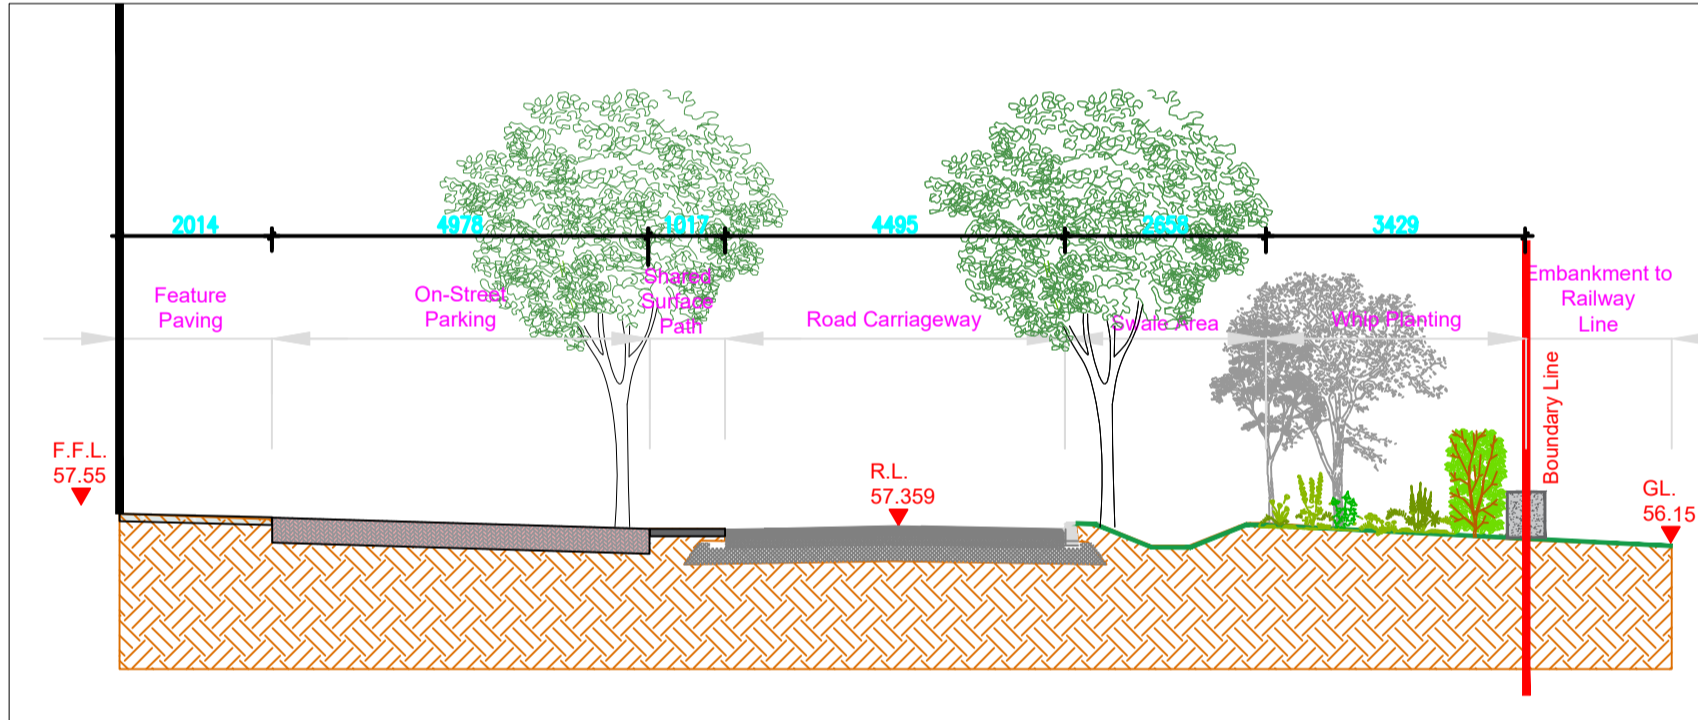 2014
4978
1017
4495
2658
3429
Feature
Paving
On-Street
Parking
Shared
Surface
Path
Road Carriageway
Swale Area
Whip Planting
Embankment to
Railway
Line
Boundary Line
F.F.L.
57.55
R.L.
57.359
GL.
56.15